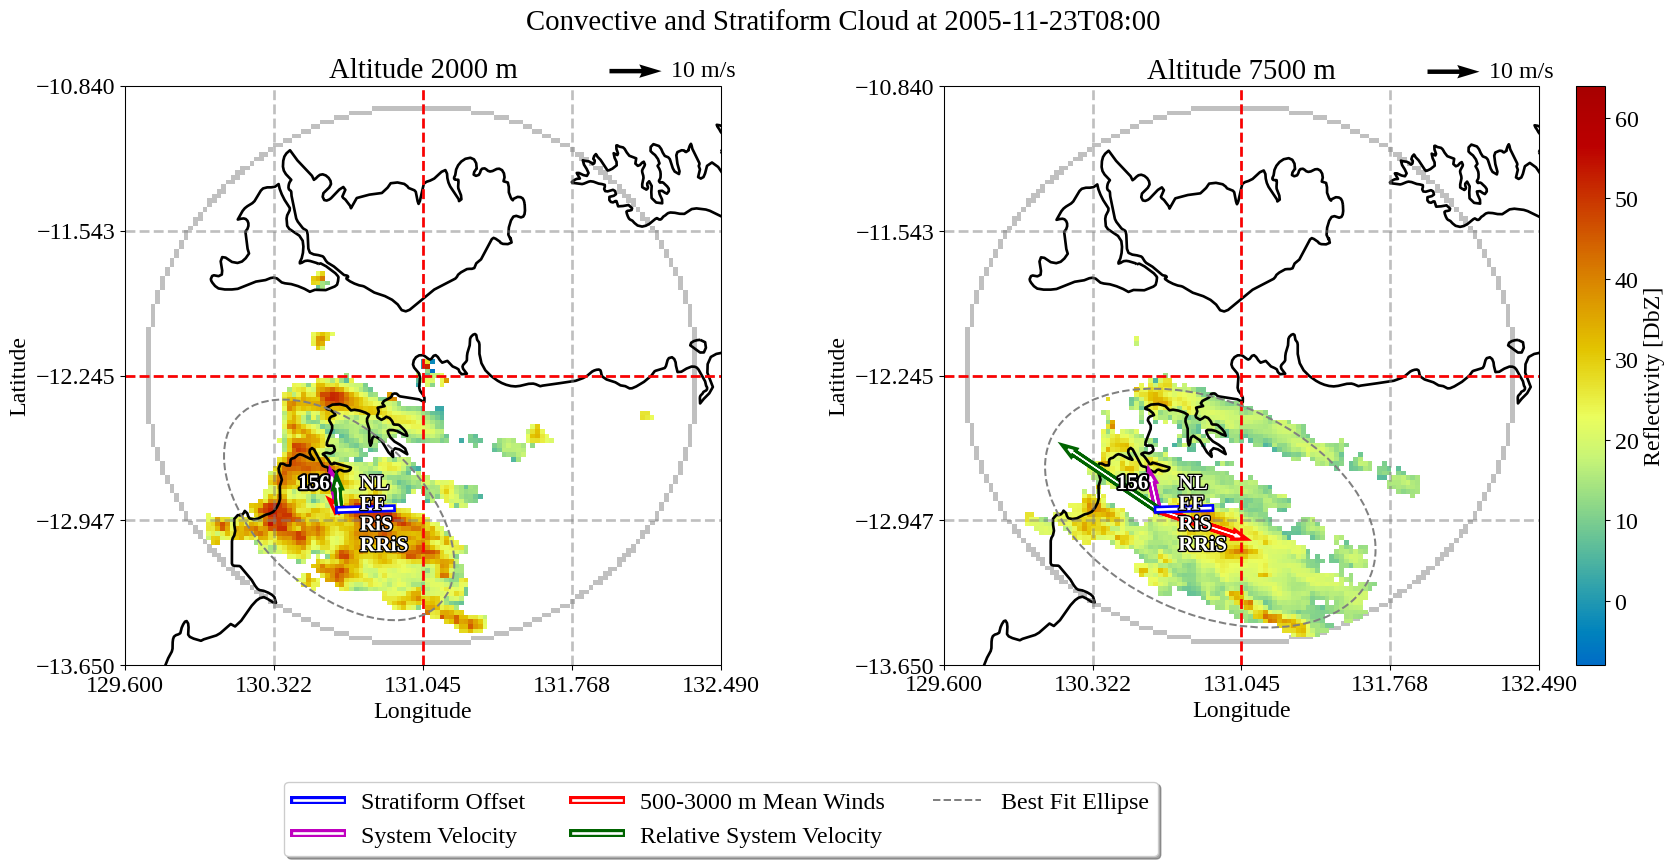 Convective and Stratiform Cloud at 2005-11-23T08:00
Altitude 2000 m
10 m/s
Altitude 7500 m
10 m/s
−10.840
−11.543
−12.245
−12.947
−13.650
Latitude
156
NL
FF
RiS
RRiS
129.600
130.322
131.045
131.768
132.490
Longitude
−10.840
−11.543
−12.245
−12.947
−13.650
Latitude
156
NL
FF
RiS
RRiS
129.600
130.322
131.045
131.768
132.490
Longitude
60
50
40
30
20
10
0
Reflectivity [DbZ]
Stratiform Offset
System Velocity
500-3000 m Mean Winds
Relative System Velocity
Best Fit Ellipse